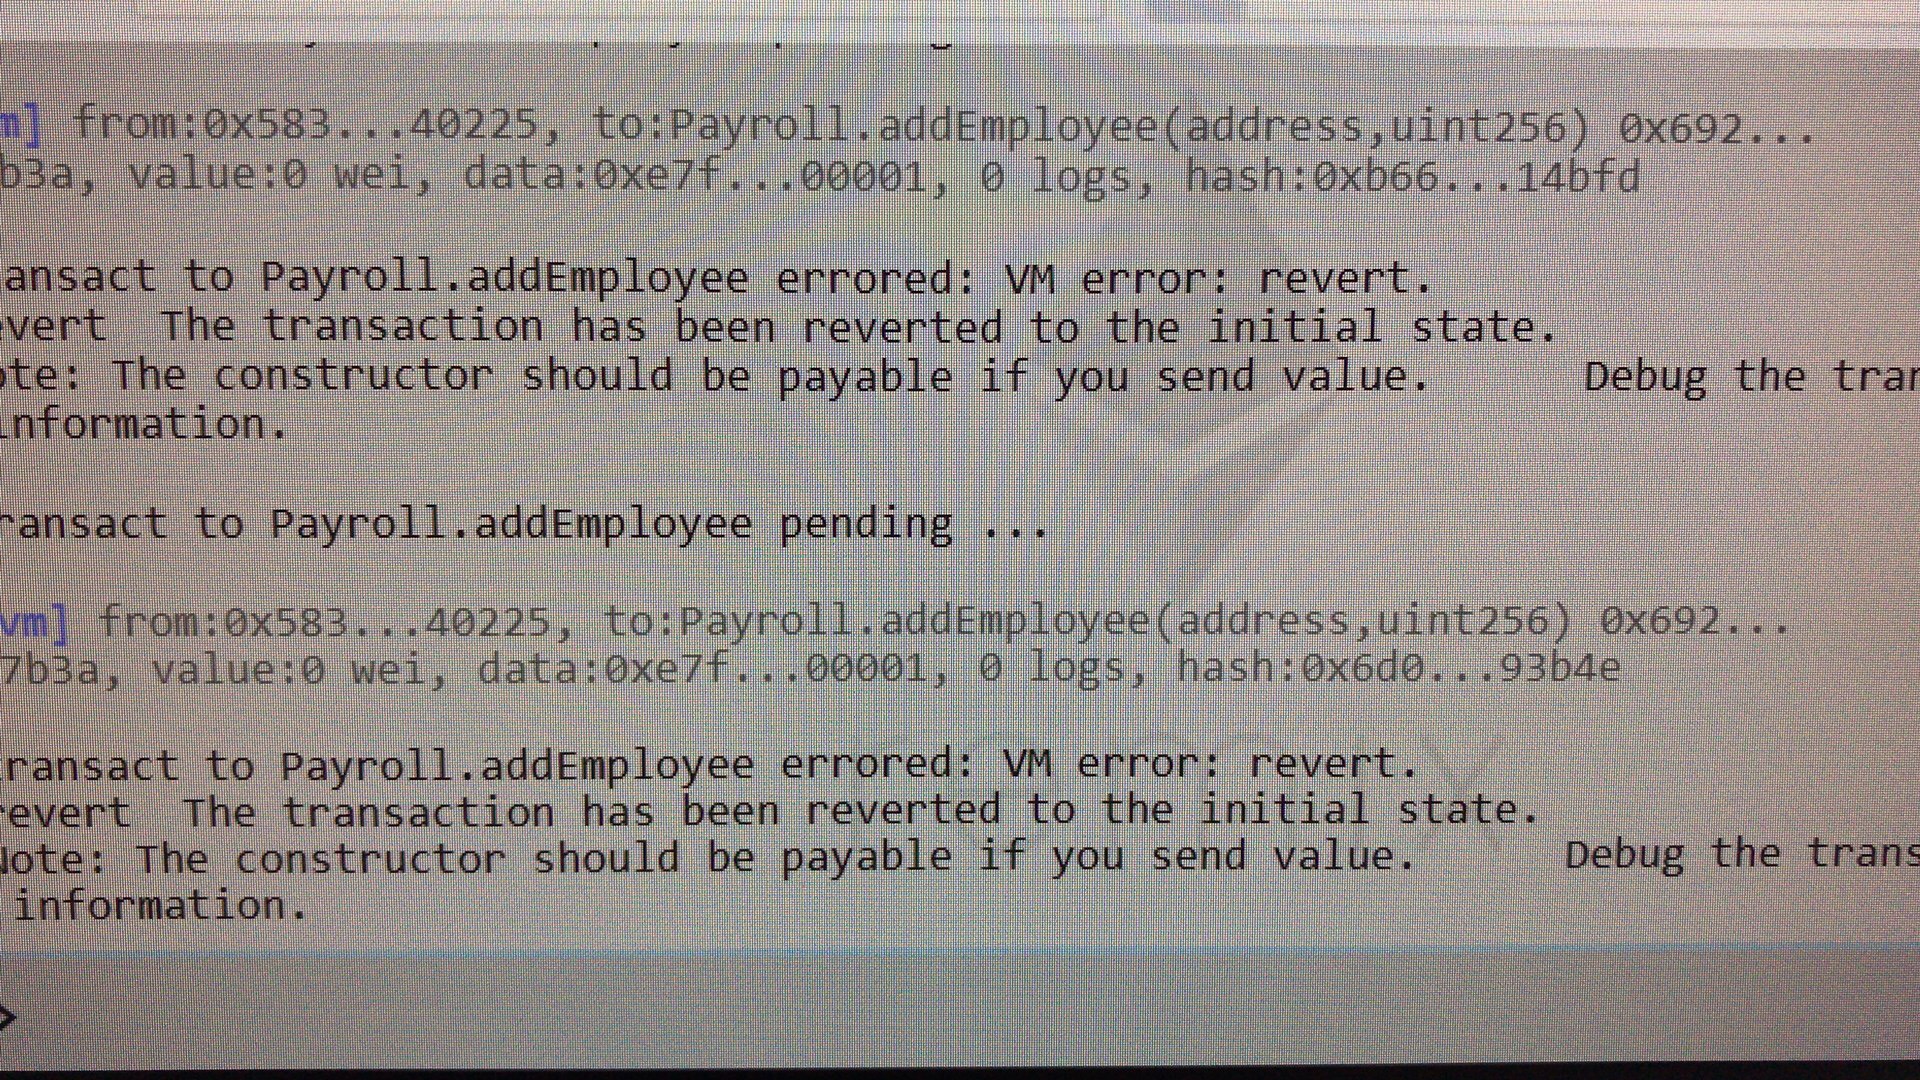 m] from:0x583...40225, to:Payroll.addEmployee(address,uint256) 0x692...
b3a, value:0 wei, data:0xe7f...00001, 0 logs, hash:0xb66...14bfd
ansact to Payroll.addEmployee errored: VM error: revert.
vert The transaction has been reverted to the initial state.
ote: The constructor should be payable if you send value. Debug the tran
information.
ransact to Payroll.addEmployee pending ...
vm] from:0x583...40225, to:Payroll.addEmployee(address,uint256) 0x692...
7b3a, value:0 wei, data:0xe7f...00001, 0 logs, hash:0x6d0...93b4e
transact to Payroll.addEmployee errored: VM error: revert.
revert The transaction has been reverted to the initial state.
Note: The constructor should be payable if you send value. Debug the trans
information.
>